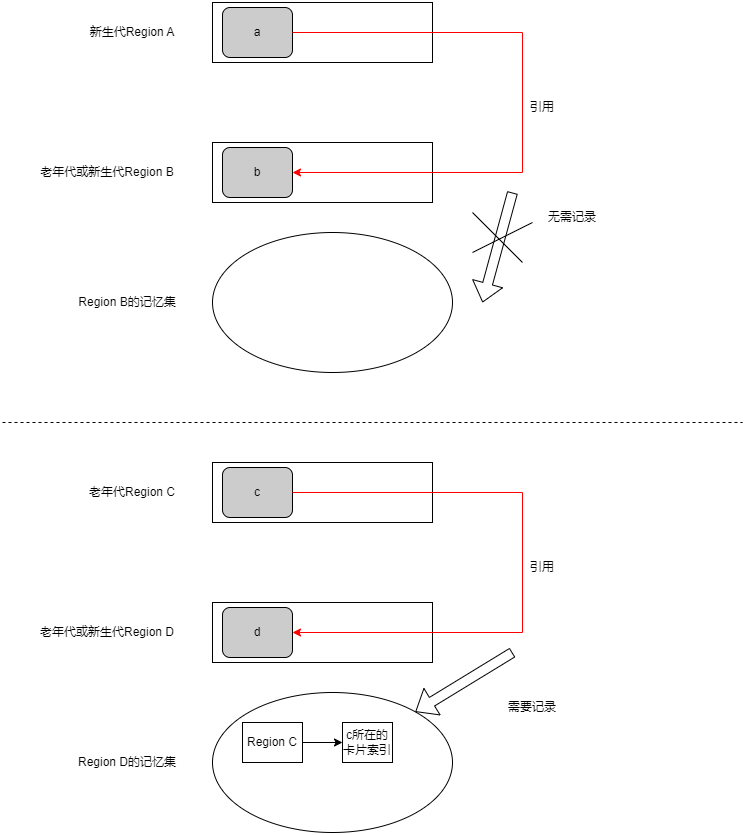 新生代Region A
a
引用
老年代或新生代Region B
b
无需记录
Region B的记忆集
老年代Region C
c
引用
老年代或新生代Region D
d
需要记录
Region C
c所在的
卡片索引
Region D的记忆集